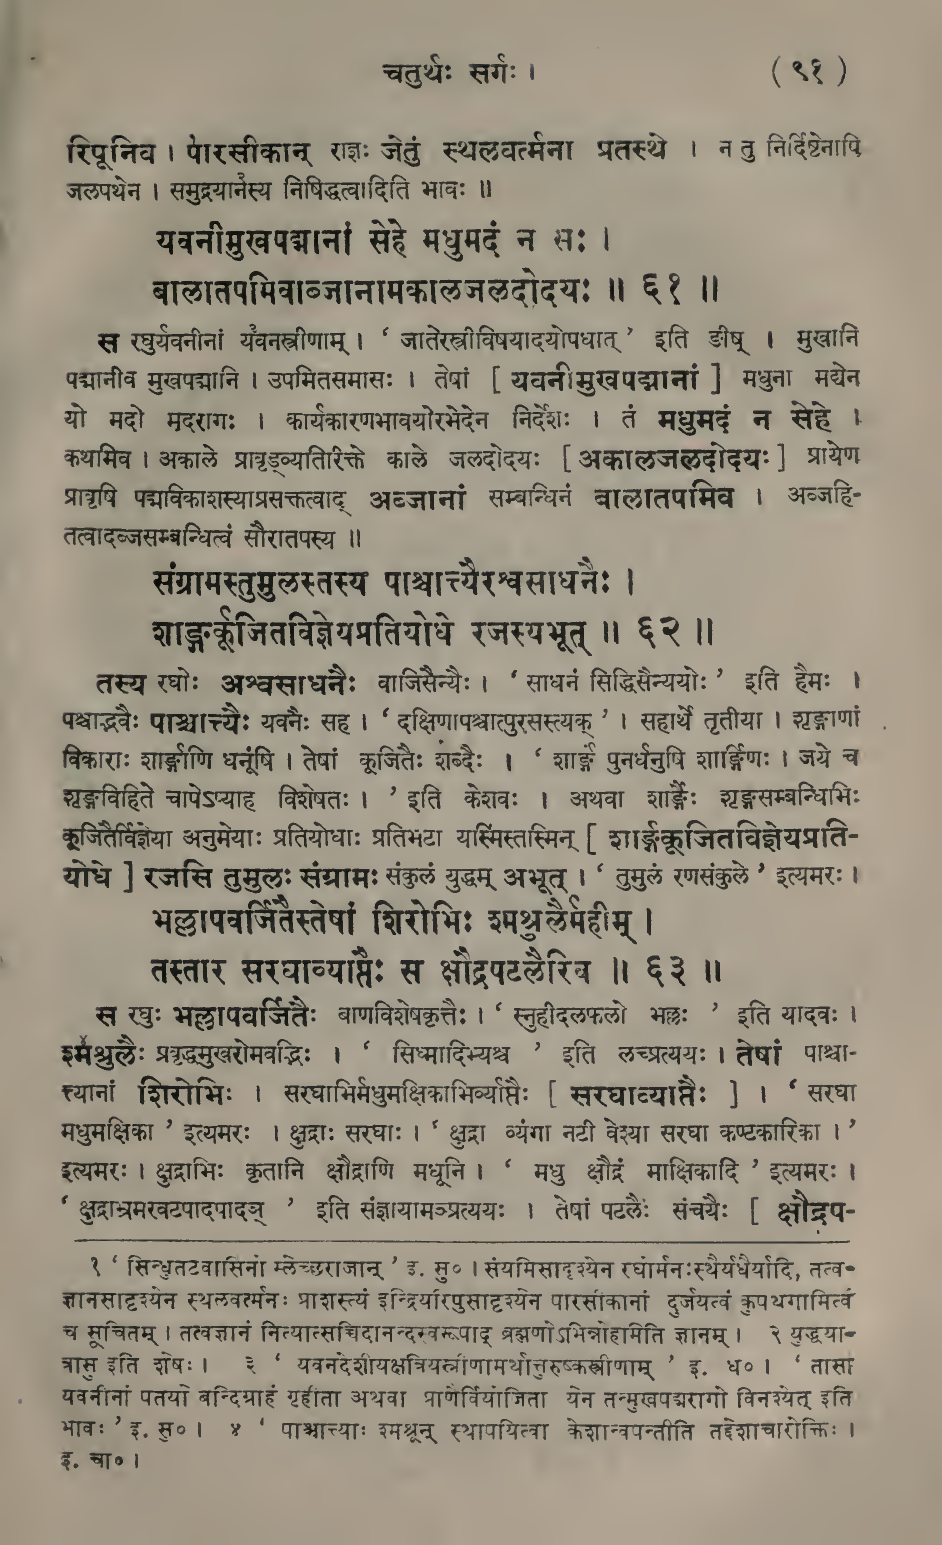 चतुर्थः सर्गः ।
( ९१ )
रिपूनिव । पारसीकान् राज्ञः जेतुं स्थलवर्त्मना प्रतस्थे । न तु निर्दिष्टेनापि
जलपथेन । समुद्रयानस्य निषिद्धत्वादिति भावः ॥
यवनीमुखपद्मानां सेहे मधुमदं न सः ।
बालातपमिवाब्जानामकालजलदोदयः ॥ ६१ ॥
स रघुर्यवनीनां यवनस्त्रीणाम् । ‘ जातेरस्त्रीविषयादयोपधात् ’ इति ङीष् । मुखानि
पद्मानीव मुखपद्मानि । उपमितसमासः । तेषां [ यवनीमुखपद्मानां ] मधुना मद्येन
यो मदो मदरागः । कार्यकारणभावयोरभेदेन निर्देशः । तं मधुमदं न सेहे ।
कथमिव । अकाले प्रावृड्व्यतिरिक्ते काले जलदोदयः [ अकालजलदोदयः ] प्रायेण
प्रावृषि पद्मविकाशस्याप्रसक्तत्वाद् अब्जानां सम्बन्धिनं बालातपमिव । अब्जहि-
तत्वादब्जसम्बन्धित्वं सौरातपस्य ॥
संग्रामस्तुमुलस्तस्य पाश्चात्त्यैरश्वसाधनैः ।
शार्ङ्गकूजितविज्ञेयप्रतियोधे रजस्यभूत् ॥ ६२ ॥
तस्य रघोः अश्वसाधनैः वाजिसैन्यैः । ‘ साधनं सिद्धिसैन्ययोः ’ इति हैमः ।
पश्चाद्भवैः पाश्चात्त्यैः यवनैः सह । ‘ दक्षिणापश्चात्पुरसस्त्यक् ’ । सहार्थे तृतीया । शृङ्गाणां
विकाराः शार्ङ्गाणि धनूंषि । तेषां कूजितैः शब्दैः । ‘ शार्ङ्गं पुनर्धनुषि शार्ङ्गिणः । जये च
शृङ्गविहिते चापेऽप्याह विशेषतः । ’ इति केशवः । अथवा शार्ङ्गैः शृङ्गसम्बन्धिभिः
कूजितैर्विज्ञेया अनुमेयाः प्रतियोधाः प्रतिभटा यस्मिंस्तस्मिन् [ शार्ङ्गकूजितविज्ञेयप्रति-
योधे ] रजसि तुमुलः संग्रामः संकुलं युद्धम् अभूत् । ‘ तुमुलं रणसंकुले ’ इत्यमरः ।
भल्लापवर्जितैस्तेषां शिरोभिः श्मश्रुलैर्महीम् ।
तस्तार सरघाव्याप्तैः स क्षौद्रपटलैरिव ॥ ६३ ॥
स रघुः भल्लापवर्जितैः बाणविशेषकृत्तैः । ‘ स्नुहीदलफलो भल्लः ’ इति यादवः ।
श्मश्रुलैः प्रवृद्धमुखरोमवद्भिः । ‘ सिध्मादिभ्यश्च ’ इति लच्प्रत्ययः । तेषां पाश्चा-
त्त्यानां शिरोभिः । सरघाभिर्मधुमक्षिकाभिर्व्याप्तैः [ सरघाव्याप्तैः ] । ‘ सरघा
मधुमक्षिका ’ इत्यमरः । क्षुद्राः सरघाः । ‘ क्षुद्रा व्यंगा नटी वेश्या सरघा कण्टकारिका । ’
इत्यमरः । क्षुद्राभिः कृतानि क्षौद्राणि मधूनि । ‘ मधु क्षौद्रं माक्षिकादि ’ इत्यमरः ।
‘ क्षुद्राभ्रमरवटपादपादञ् ’ इति संज्ञायामञ्प्रत्ययः । तेषां पटलैः संचयैः [ क्षौद्रप-
१ ‘ सिन्धुतटवासिनो म्लेच्छराजान् ’ इ. सु० । संयमिसादृश्येन रघोर्मनःस्थैर्यधैर्यादि, तत्व-
ज्ञानसादृश्येन स्थलवर्त्मनः प्राशस्त्यं इन्द्रियरिपुसादृश्येन पारसीकानां दुर्जयत्वं कुपथगामित्वं
च सूचितम् । तत्वज्ञानं नित्यात्सच्चिदानन्दस्वरूपाद् ब्रह्मणोऽभिन्नोहमिति ज्ञानम् । २ युद्धया-
त्रासु इति शेषः । ३ ‘ यवनदेशीयक्षत्रियस्त्रीणामर्थात्तुरुष्कस्त्रीणाम् ’ इ. ध० । ‘ तासां
यवनीनां पतयो बन्दिग्राहं गृहीता अथवा प्राणैर्वियोजिता येन तन्मुखपद्मरागो विनश्येत् इति
भावः ’ इ. सु० । ४ ‘ पाश्चात्त्याः श्मश्रून् स्थापयित्वा केशान्वपन्तीति तद्देशाचारोक्तिः ।
इ. चा० ।